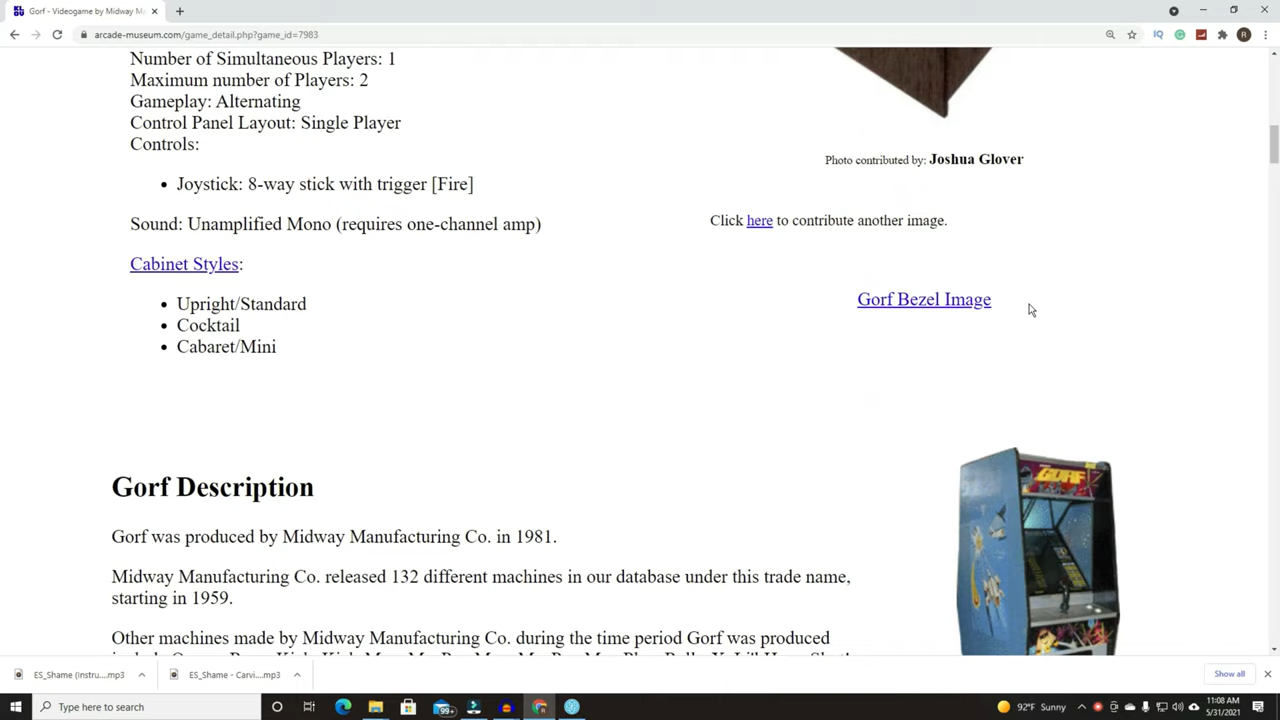 Gorf - Videogame by Midway M
arcade-museum.com/game_detail.php?game_id=7983
Number of Simultaneous Players: 1
Maximum number of Players: 2
Gameplay: Alternating
Control Panel Layout: Single Player
Controls:
Joystick: 8-way stick with trigger [Fire]
Sound: Unamplified Mono (requires one-channel amp)
Cabinet Styles:
Upright/Standard
Cocktail
Cabaret/Mini
Photo contributed by: Joshua Glover
Click here to contribute another image.
Gorf Bezel Image
Gorf Description
Gorf was produced by Midway Manufacturing Co. in 1981.
Midway Manufacturing Co. released 132 different machines in our database under this trade name,
starting in 1959.
Other machines made by Midway Manufacturing Co. during the time period Gorf was produced
GORF
ES_Shame (Instru....mp3
ES_Shame - Carvi....mp3
Show all
Type here to search
99+
92°F Sunny
11:08 AM
5/31/2021